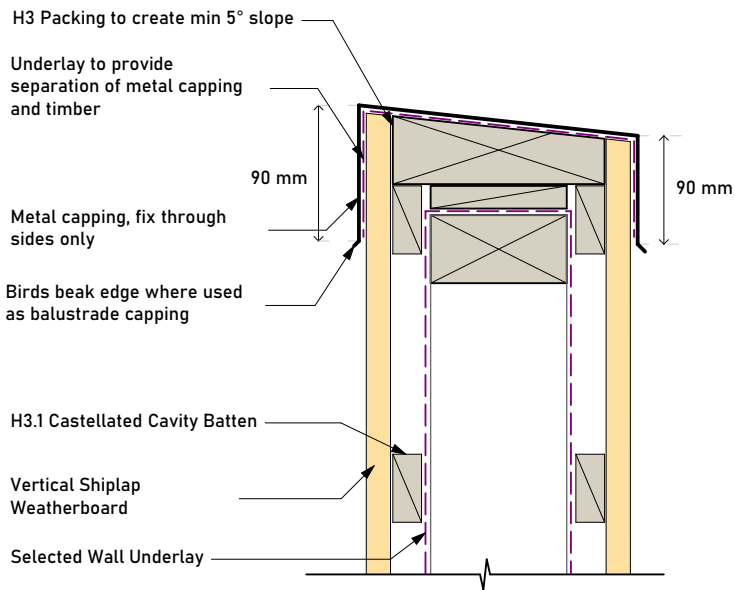 H3 Packing to create min 5° slope
Underlay to provide
separation of metal capping
and timber
90 mm
90 mm
Metal capping, fix through
sides only
Birds beak edge where used
as balustrade capping
H3.1 Castellated Cavity Batten
Vertical Shiplap
Weatherboard
Selected Wall Underlay